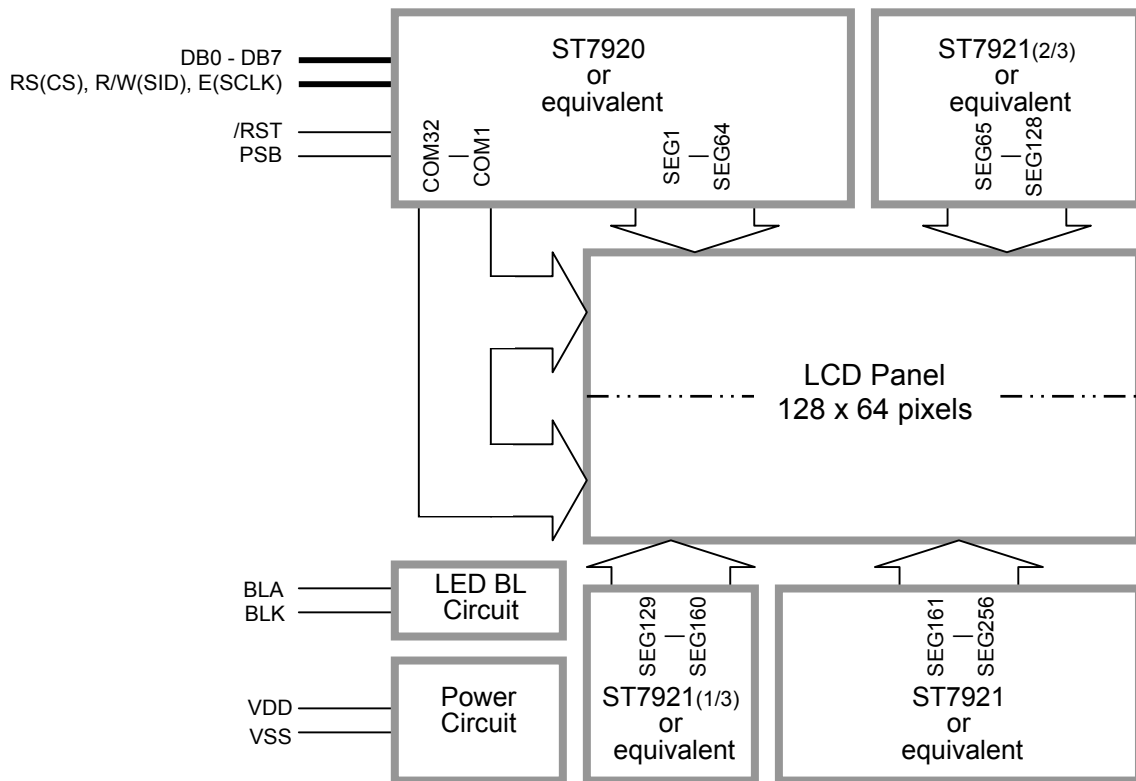 DB0 - DB7
RS(CS), R/W(SID), E(SCLK)
/RST
PSB
ST7920
or
equivalent
COM32 — COM1
SEG1 — SEG64
ST7921(2/3)
or
equivalent
SEG65 — SEG128
LCD Panel
128 x 64 pixels
BLA
BLK
LED BL
Circuit
VDD
VSS
Power
Circuit
SEG129 — SEG160
ST7921(1/3)
or
equivalent
SEG161 — SEG256
ST7921
or
equivalent